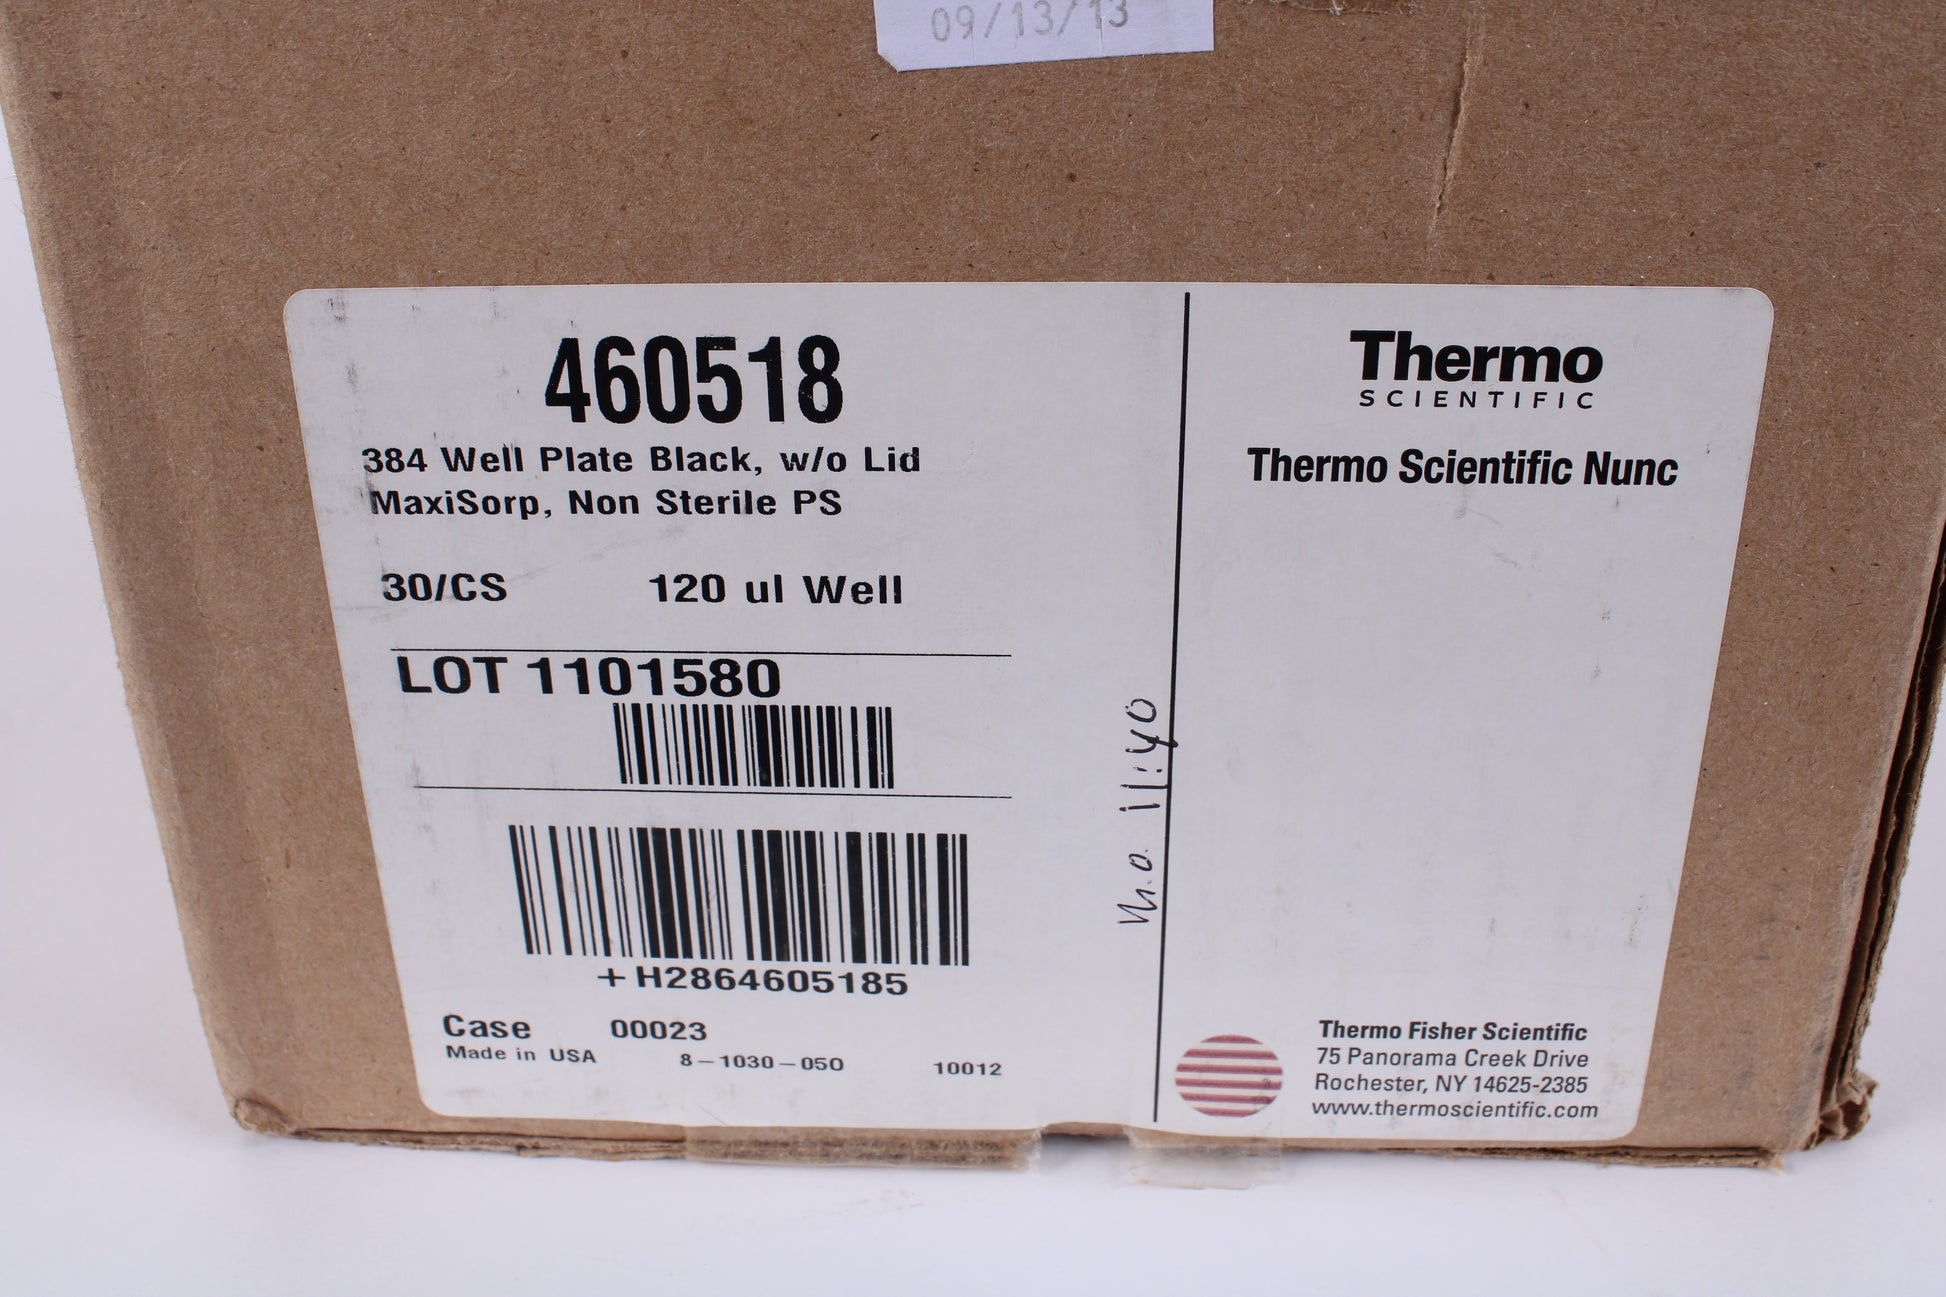 09/13/13
460518
384 Well Plate Black, w/o Lid
MaxiSorp, Non Sterile PS
30/CS 120 ul Well
LOT 1101580
+H2864605185
Case 00023
Made in USA 8-1030-050 10012
m.o. 11:40
Thermo
SCIENTIFIC
Thermo Scientific Nunc
Thermo Fisher Scientific
75 Panorama Creek Drive
Rochester, NY 14625-2385
www.thermoscientific.com